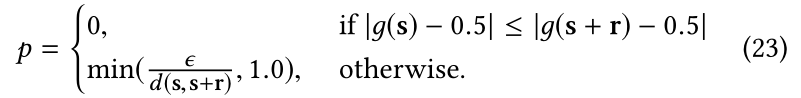 p = { 0, if |g(s) − 0.5| ≤ |g(s + r) − 0.5|
min(ϵ/d(s,s+r), 1.0), otherwise. (23)